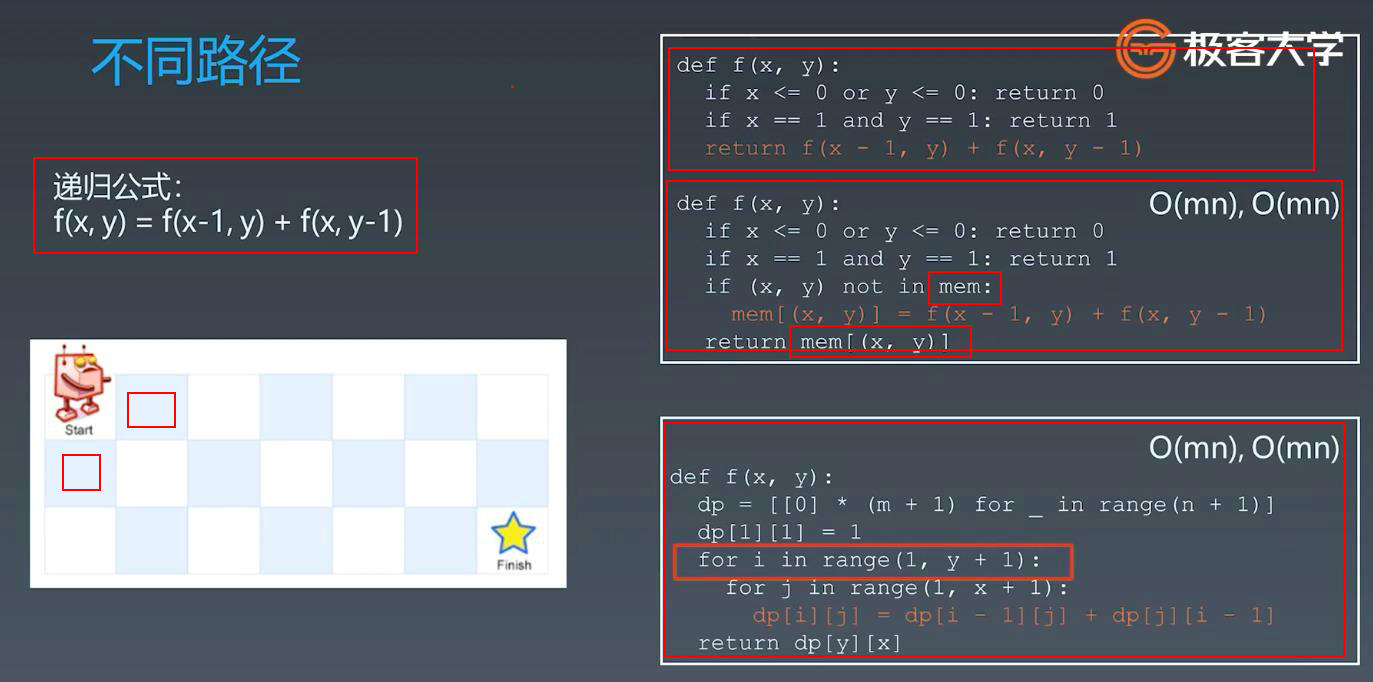 不同路径
极客大学
递归公式：
f(x, y) = f(x-1, y) + f(x, y-1)
Start
Finish
def f(x, y):
if x <= 0 or y <= 0: return 0
if x == 1 and y == 1: return 1
return f(x - 1, y) + f(x, y - 1)
O(mn), O(mn)
def f(x, y):
if x <= 0 or y <= 0: return 0
if x == 1 and y == 1: return 1
if (x, y) not in mem:
mem[(x, y)] = f(x - 1, y) + f(x, y - 1)
return mem[(x, y)]
O(mn), O(mn)
def f(x, y):
dp = [[0] * (m + 1) for _ in range(n + 1)]
dp[1][1] = 1
for i in range(1, y + 1):
for j in range(1, x + 1):
dp[i][j] = dp[i - 1][j] + dp[j][i - 1]
return dp[y][x]